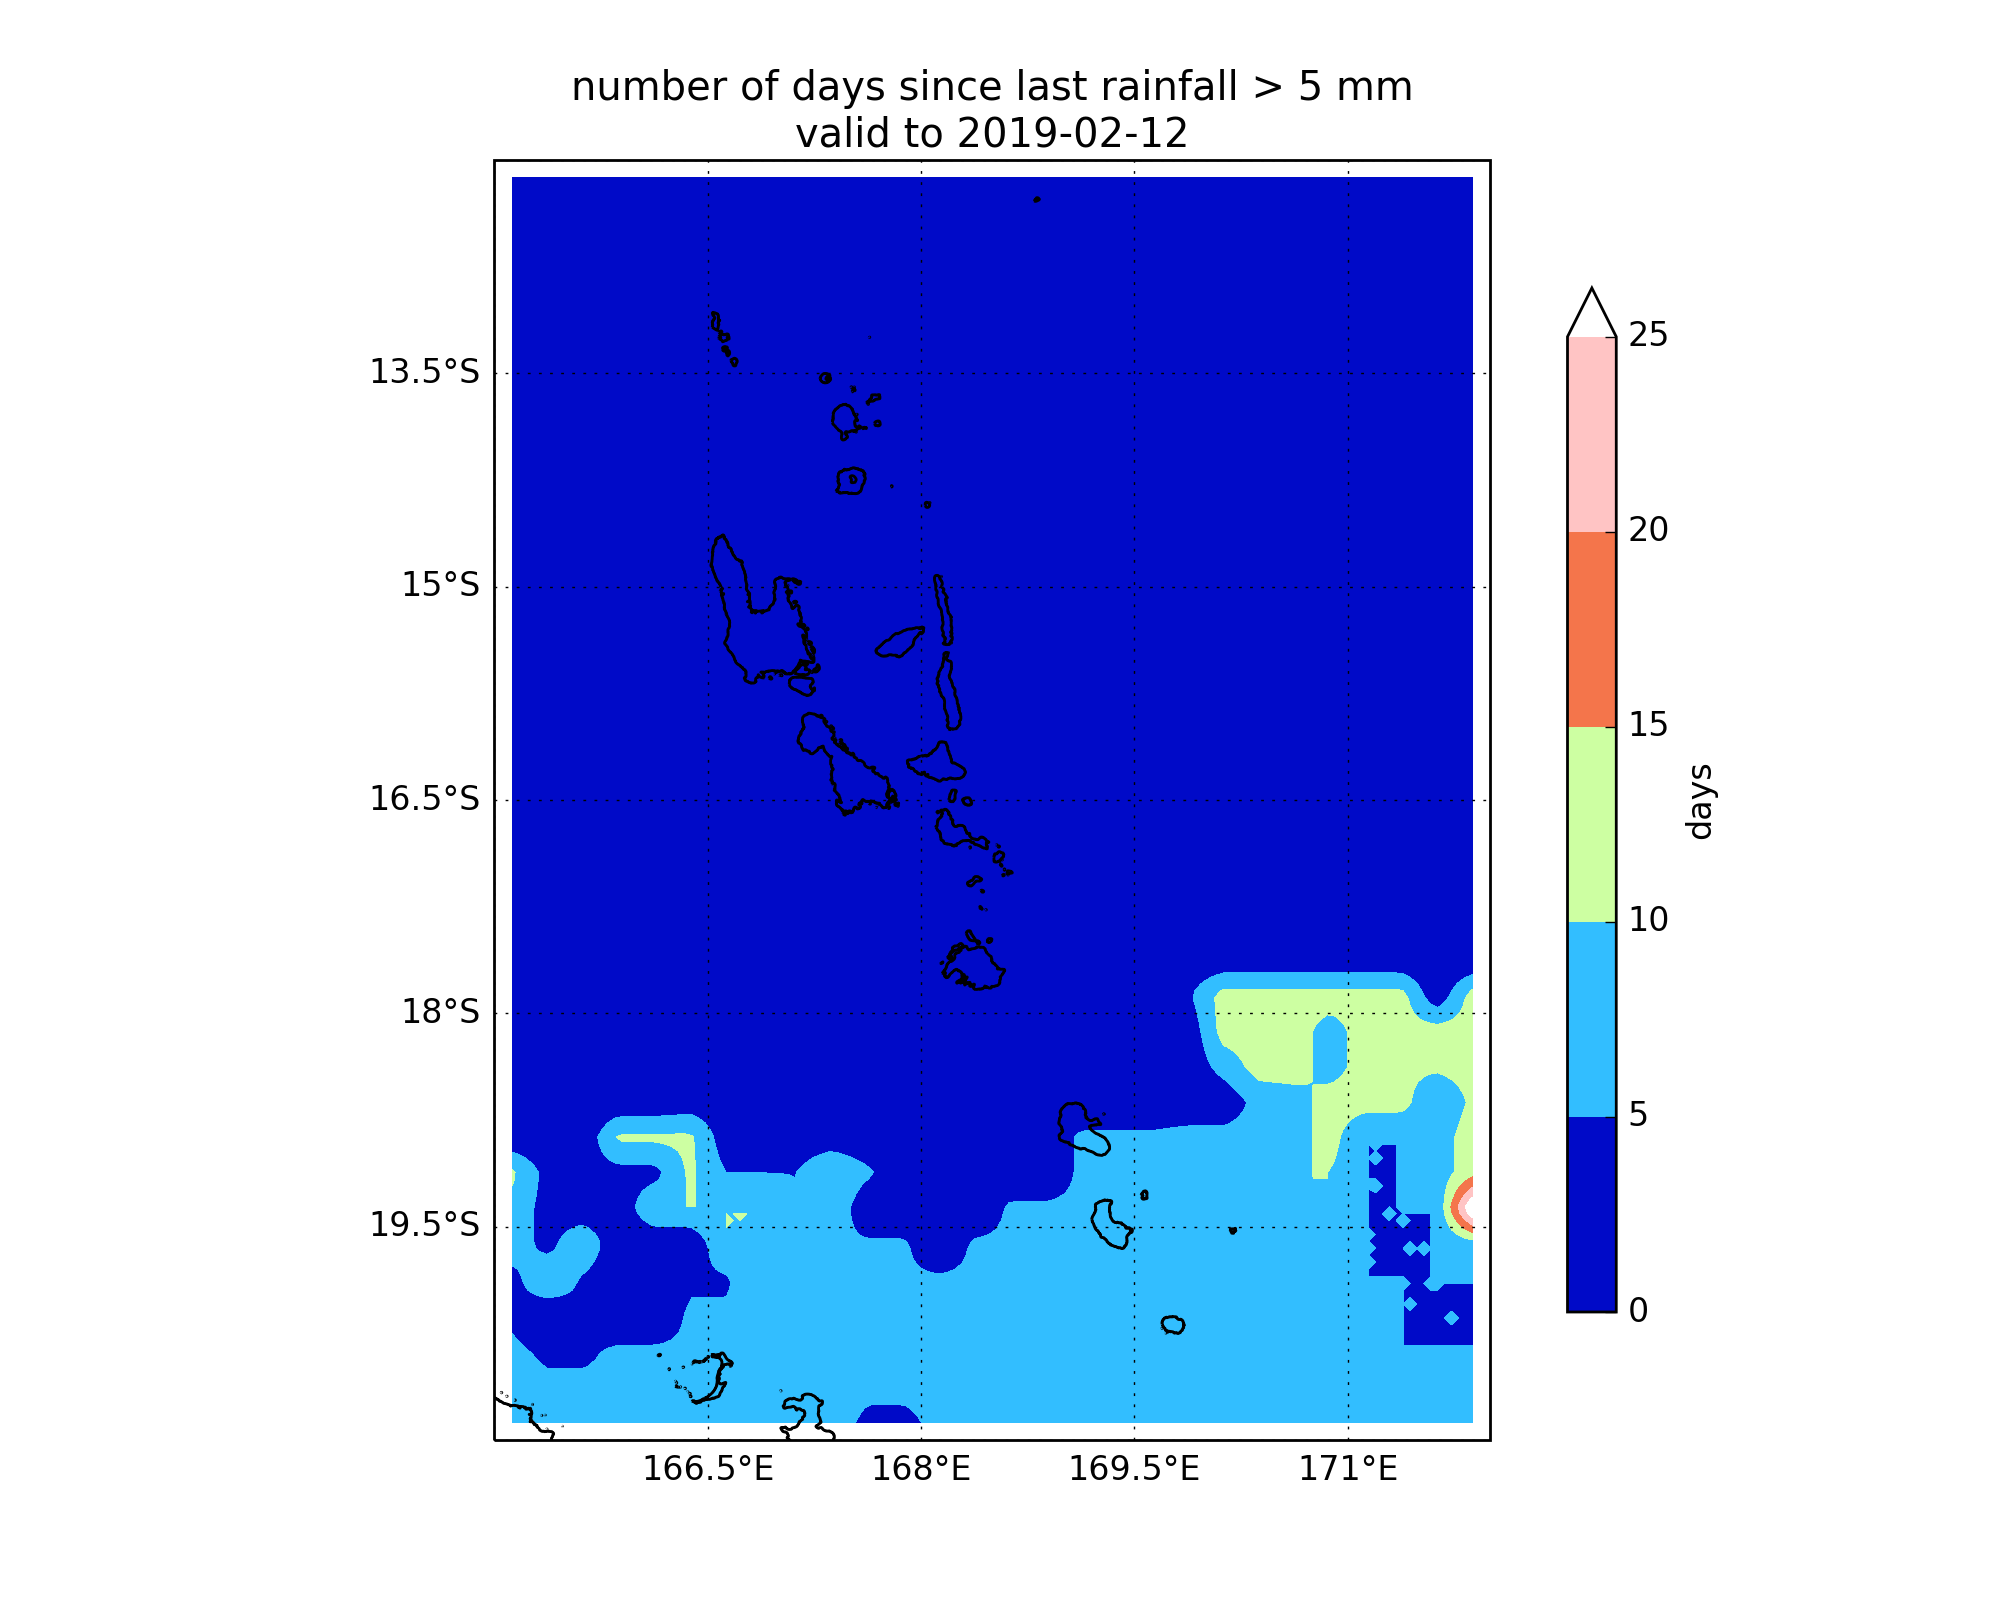 number of days since last rainfall > 5 mm
valid to 2019-02-12
13.5°S
15°S
16.5°S
18°S
19.5°S
166.5°E
168°E
169.5°E
171°E
25
20
15
10
5
0
days